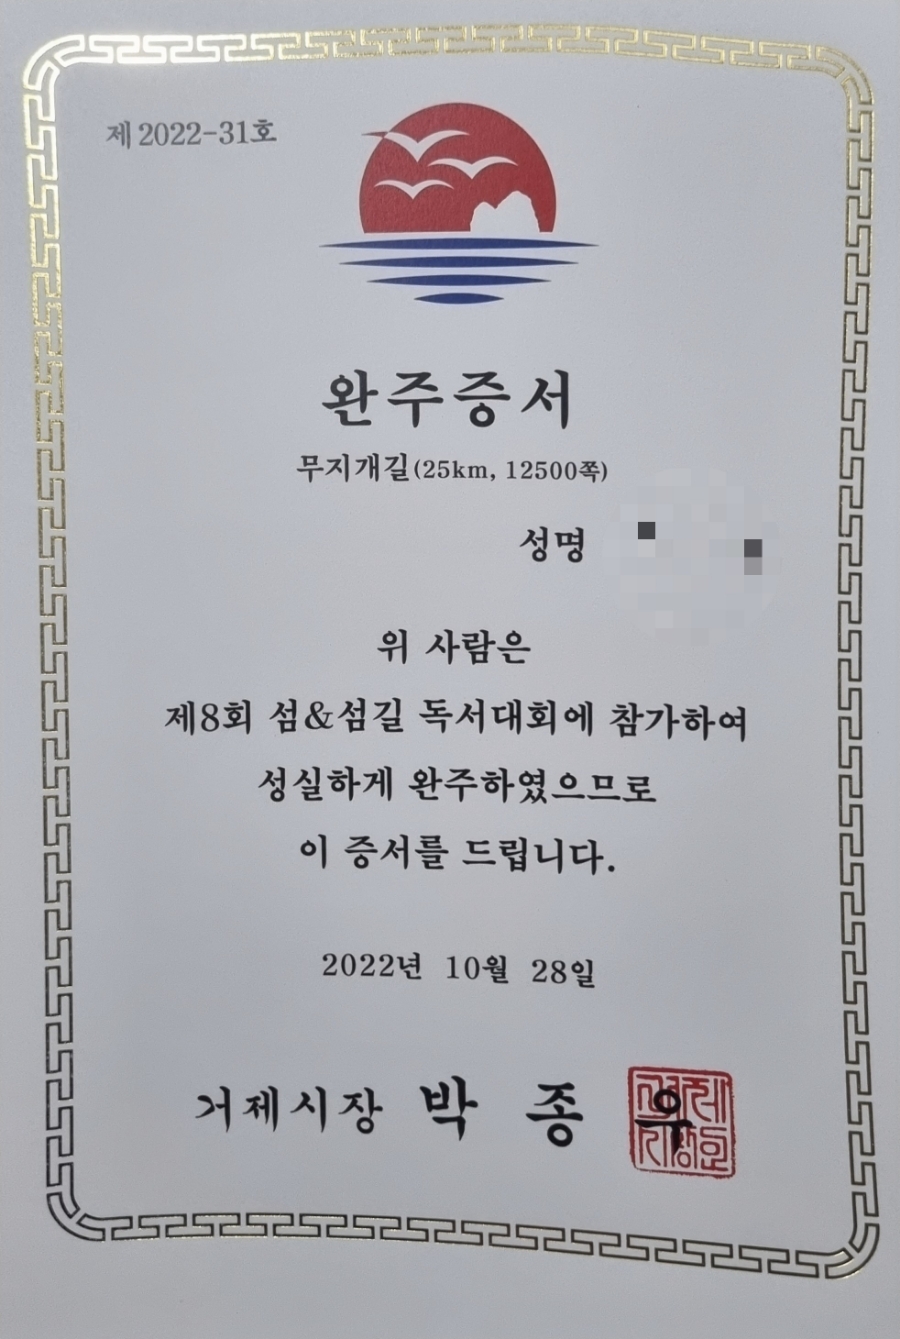 제 2022-31호
완주증서
무지개길(25km, 12500쪽)
성명
위 사람은
제8회 섬&섬길 독서대회에 참가하여
성실하게 완주하였으므로
이 증서를 드립니다.
2022년 10월 28일
거제시장 박 종 우